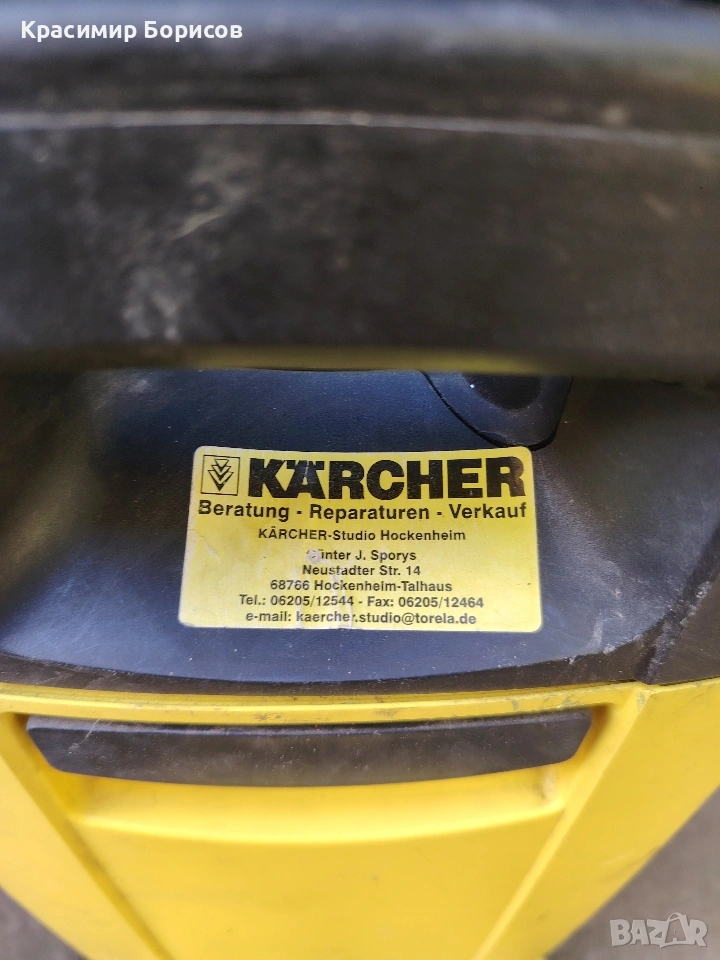 Красимир Борисов
KÄRCHER
Beratung - Reparaturen - Verkauf
KÄRCHER-Studio Hockenheim
J. Sporys
Neustadter Str. 14
68766 Hockenheim-Talhaus
Tel.: 06205/12544 - Fax: 06205/12464
e-mail: kaercher.studio@torela.de
BAZAR